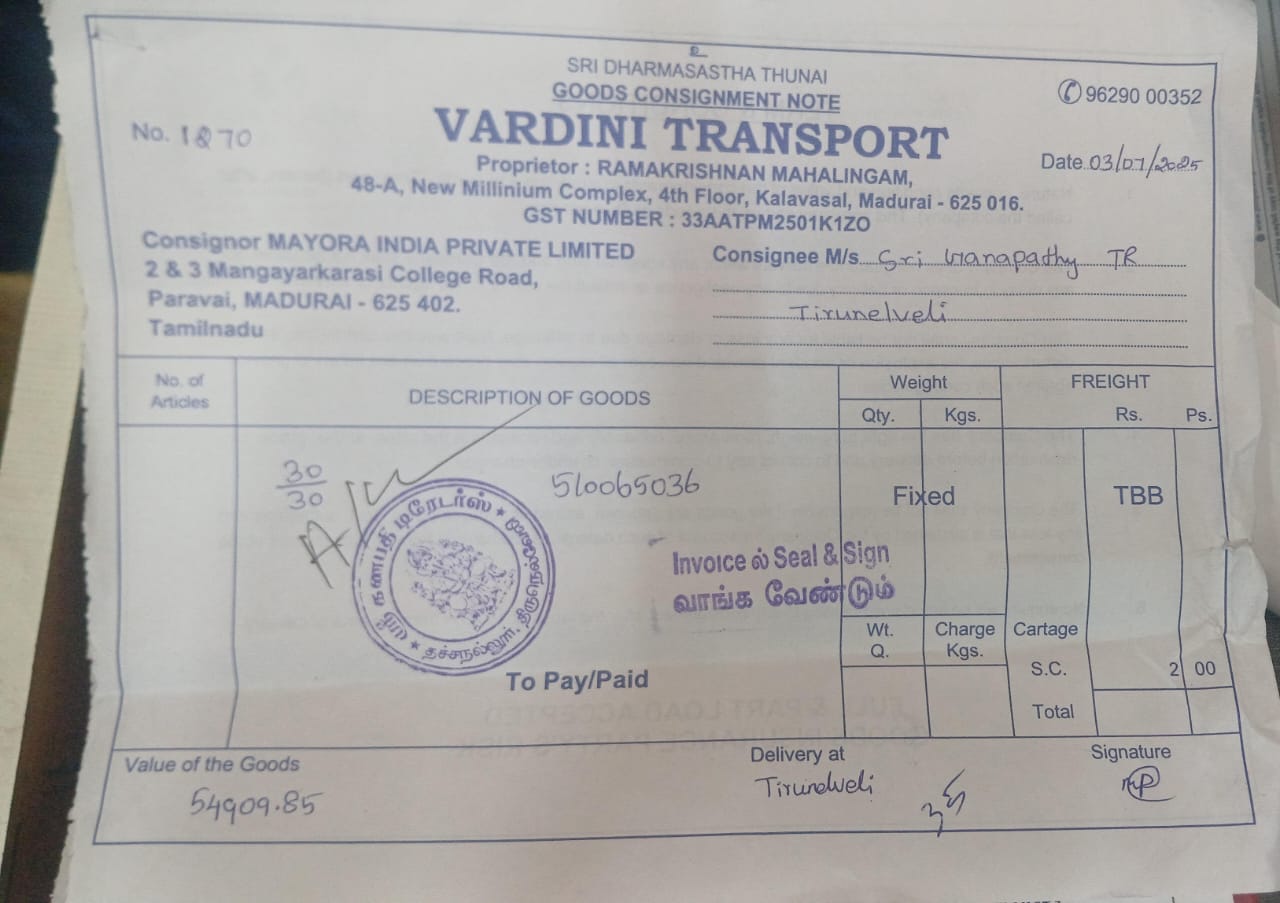 உ
SRI DHARMASASTHA THUNAI
GOODS CONSIGNMENT NOTE
96290 00352
No. 1870
VARDINI TRANSPORT
Date 03/07/2025
Proprietor : RAMAKRISHNAN MAHALINGAM,
48-A, New Millinium Complex, 4th Floor, Kalavasal, Madurai - 625 016.
GST NUMBER : 33AATPM2501K1ZO
Consignor MAYORA INDIA PRIVATE LIMITED
2 & 3 Mangayarkarasi College Road,
Paravai, MADURAI - 625 402.
Tamilnadu
Consignee M/s Sri Ganapathy TR
Tirunelveli
No. of Articles
DESCRIPTION OF GOODS
Weight
Qty. Kgs.
FREIGHT
Rs. Ps.
30/30
510065036
Fixed
TBB
ஸ்ரீ கணபதி டிரேடர்ஸ்
தச்சநல்லூர், திருநெல்வேலி
Invoice ல் Seal & Sign
வாங்க வேண்டும்
To Pay/Paid
Wt. Q.
Charge Kgs.
Cartage
S.C. 2 00
Total
Value of the Goods
54909.85
Delivery at
Tirunelveli
Signature